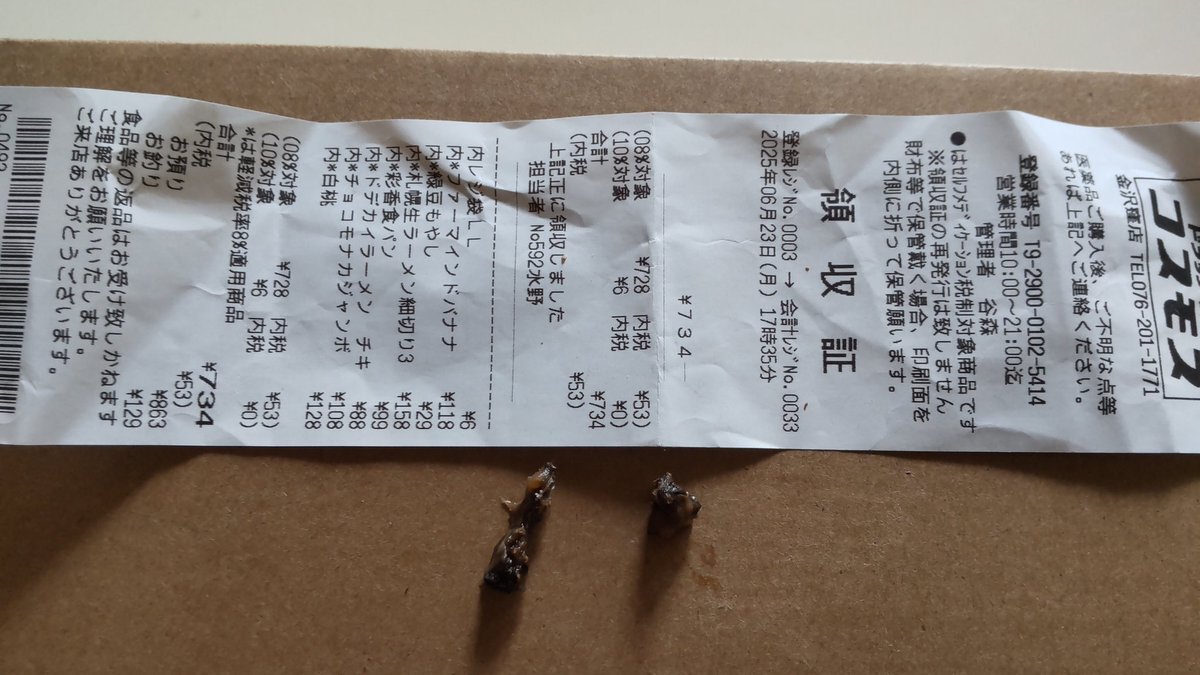 コスモス
金沢窪店 TEL076-201-1771
医薬品ご購入後、ご不明な点等
あれば上記へご連絡ください。
登録番号 T9-2900-0102-5414
営業時間10:00～21:00迄
管理者 谷森
●はセルフメディケーション税制対象商品です
※領収証の再発行は致しません
財布等で保管戴く場合、印刷面を
内側に折って保管願います。
領収証
登録レジNo.0003 → 会計レジNo.0033
2025年06月23日(月) 17時35分
¥734
(08%対象 ¥728 内税 ¥53)
(10%対象 ¥6 内税 ¥0)
合計 ¥734
(内税 ¥53)
上記正に領収しました
担当者 No592水野
内レジ袋LL ¥6
内*ファーマインドバナナ ¥118
内*緑豆もやし ¥29
内*札幌生ラーメン細切り3 ¥158
内*彩香食パン ¥99
内*ドデカイラーメン チキ ¥88
内*チョコモナカジャンボ ¥108
内*白桃 ¥128
(08%対象 ¥728 内税 ¥53)
(10%対象 ¥6 内税 ¥0)
*は軽減税率8%適用商品
合計 ¥734
(内税 ¥53)
お預り ¥863
お釣り ¥129
食品等の返品はお受け致しかねます
ご理解をお願いいたします。
ご来店ありがとうございます。